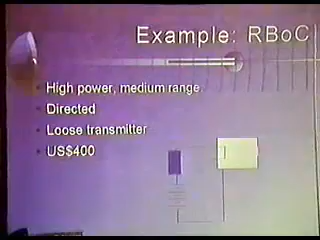 Example: RBoC
High power, medium range
Directed
Loose transmitter
US$400